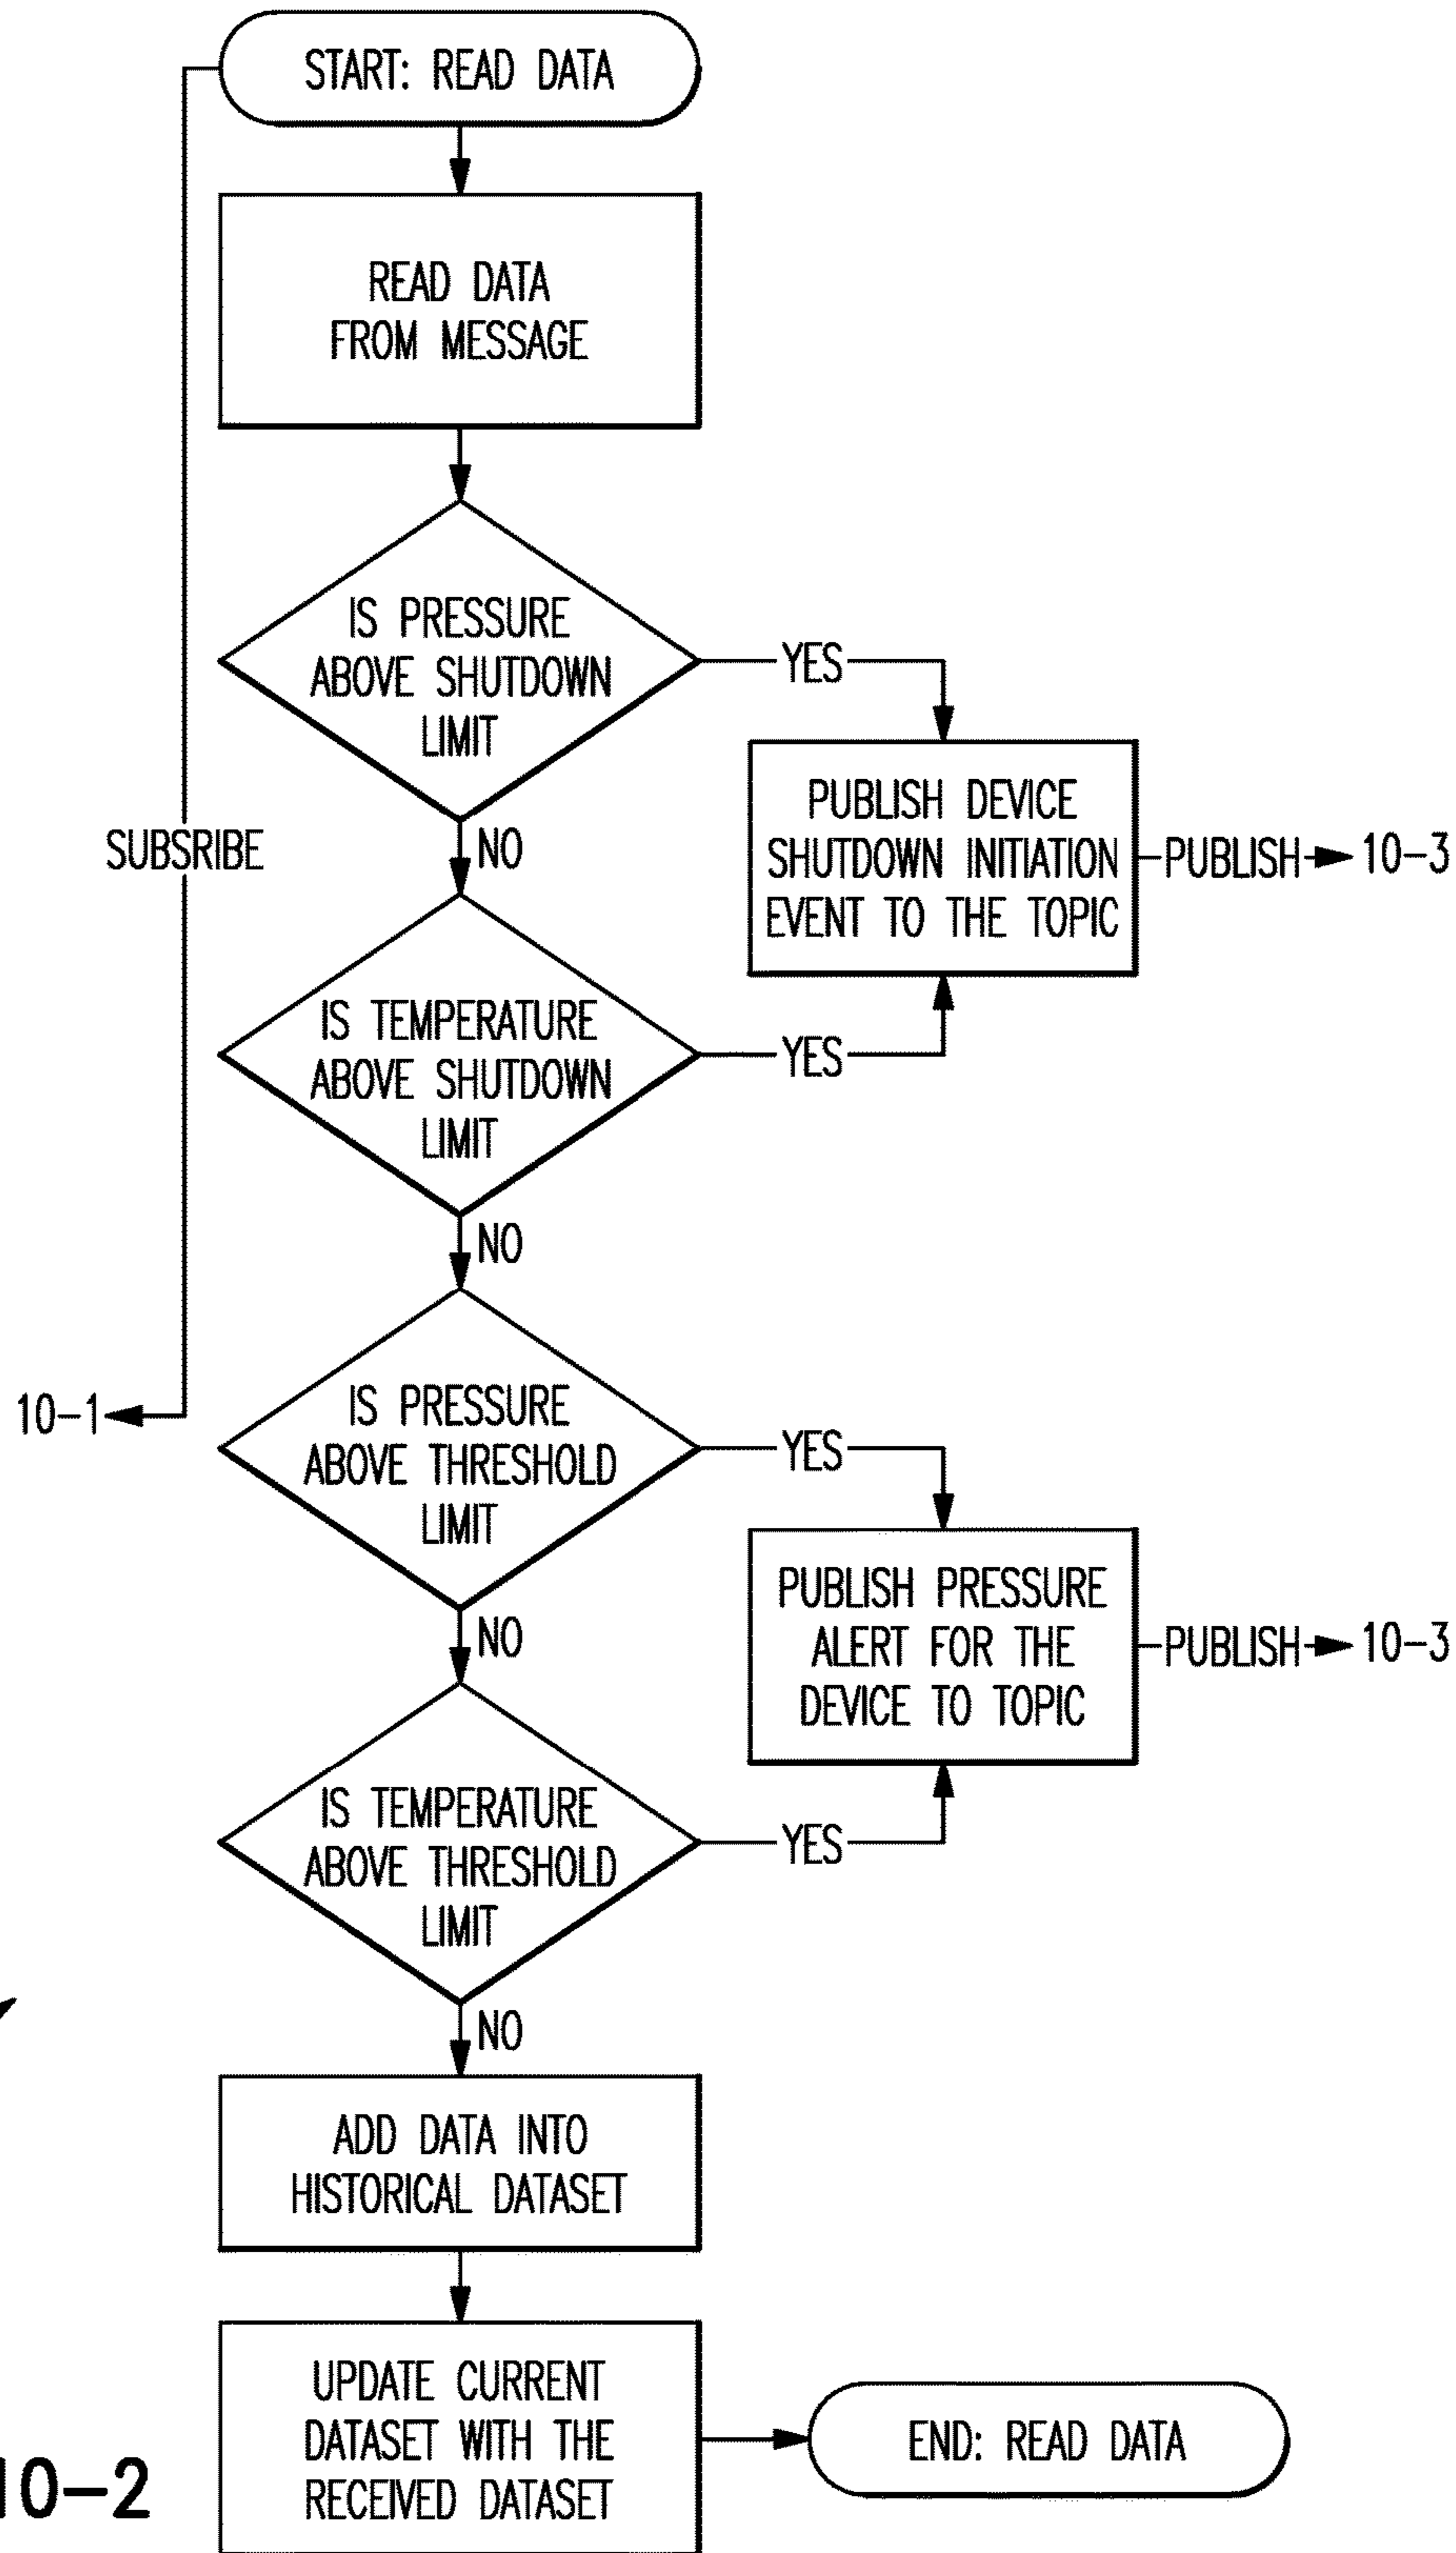 START: READ DATA
READ DATA
FROM MESSAGE
IS PRESSURE
ABOVE SHUTDOWN
LIMIT
YES
PUBLISH DEVICE
SHUTDOWN INITIATION
EVENT TO THE TOPIC
PUBLISH
10-3
SUBSRIBE
NO
IS TEMPERATURE
ABOVE SHUTDOWN
LIMIT
YES
NO
10-1
IS PRESSURE
ABOVE THRESHOLD
LIMIT
YES
PUBLISH PRESSURE
ALERT FOR THE
DEVICE TO TOPIC
PUBLISH
10-3
NO
IS TEMPERATURE
ABOVE THRESHOLD
LIMIT
YES
NO
ADD DATA INTO
HISTORICAL DATASET
UPDATE CURRENT
DATASET WITH THE
RECEIVED DATASET
END: READ DATA
10-2